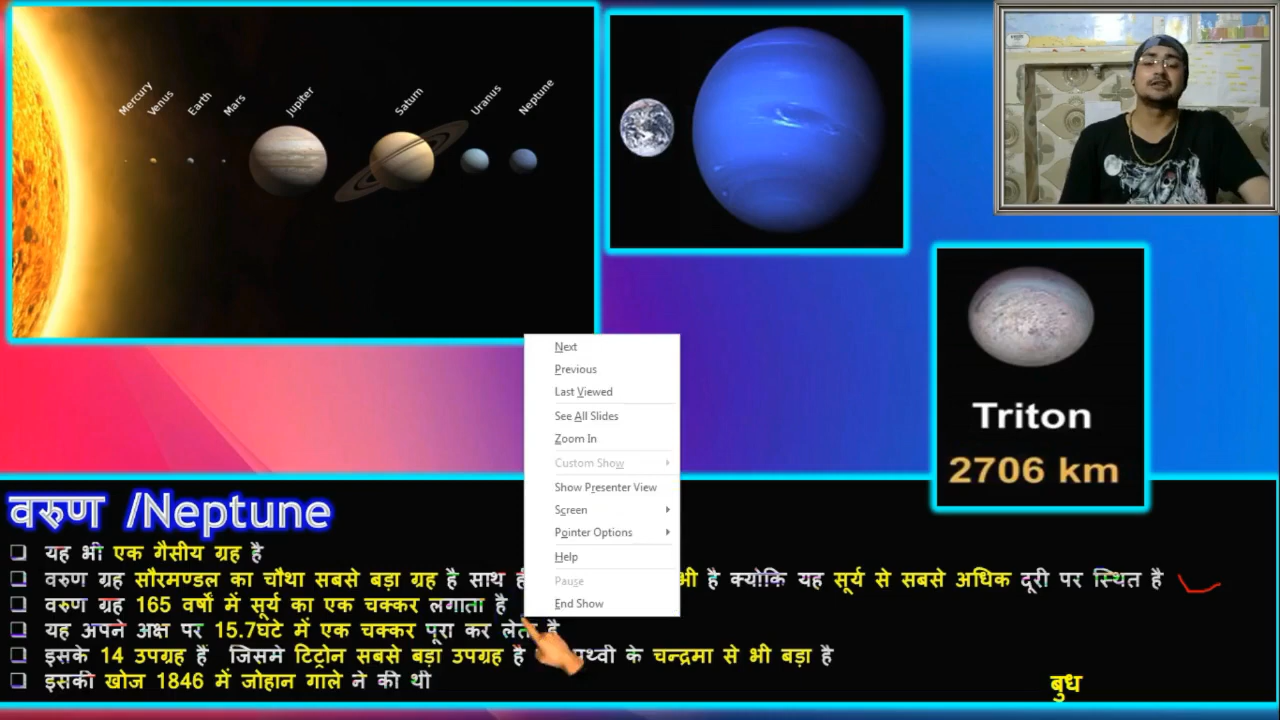 Mercury
Venus
Earth
Mars
Jupiter
Saturn
Uranus
Neptune
Triton
2706 km
Next
Previous
Last Viewed
See All Slides
Zoom In
Custom Show
Show Presenter View
Screen
Pointer Options
Help
Pause
End Show
वरुण /Neptune
यह भी एक गैसीय ग्रह है
वरुण ग्रह सौरमण्डल का चौथा सबसे बड़ा ग्रह है साथ भी है क्योकि यह सूर्य से सबसे अधिक दूरी पर स्थित है
वरुण ग्रह 165 वर्षों में सूर्य का एक चक्कर लगाता है
यह अपने अक्ष पर 15.7घंटे में एक चक्कर पूरा कर लेता है
इसके 14 उपग्रह हैं जिसमे टिट्रोन सबसे बड़ा उपग्रह है के चन्द्रमा से भी बड़ा है
इसकी खोज 1846 में जोहान गाले ने की थी
बुध